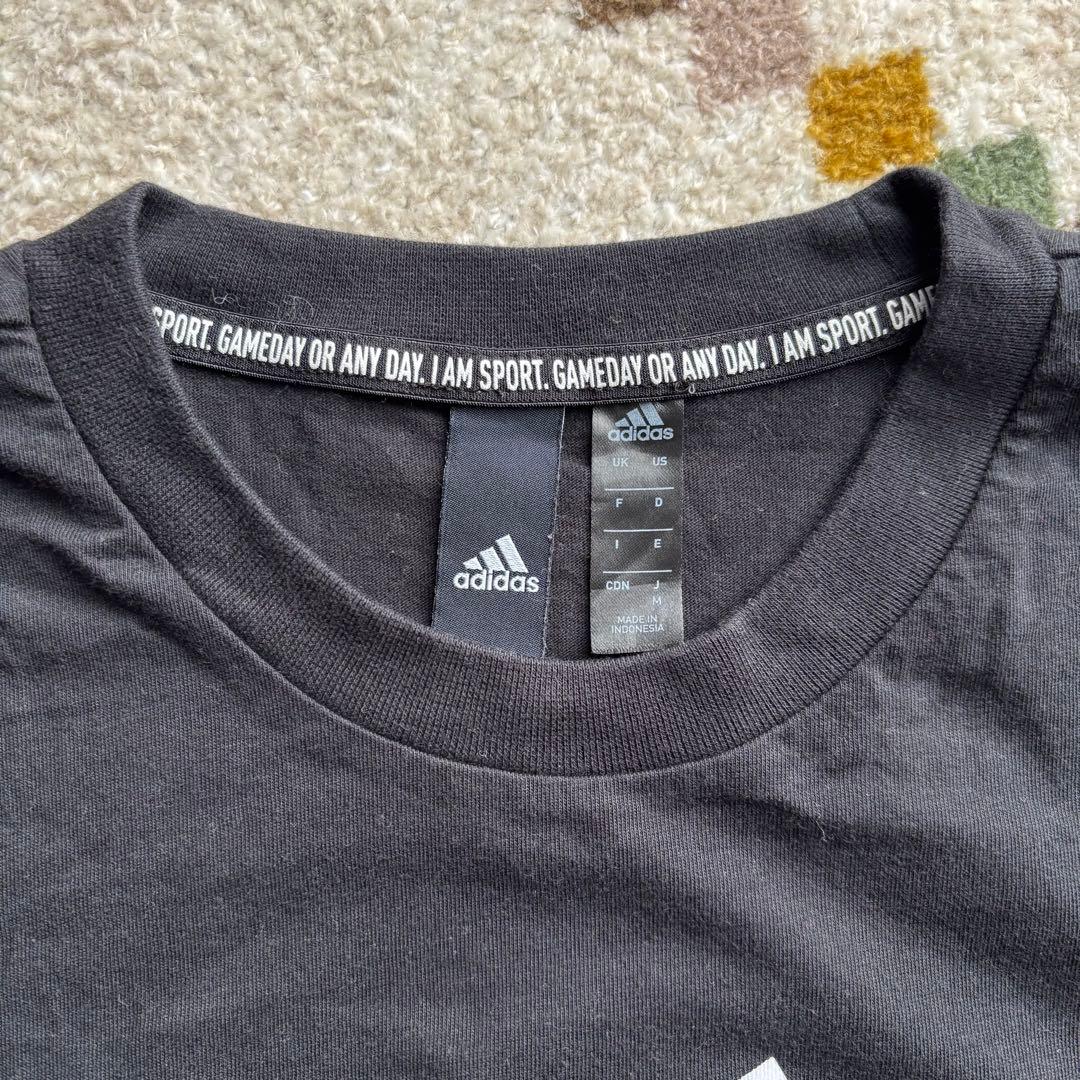 SPORT. GAMEDAY OR ANY DAY. I AM SPORT. GAMEDAY OR ANY DAY. I AM SPORT. GAME
adidas
adidas
UK US
F D
I E
CDN J
M
MADE IN
INDONESIA